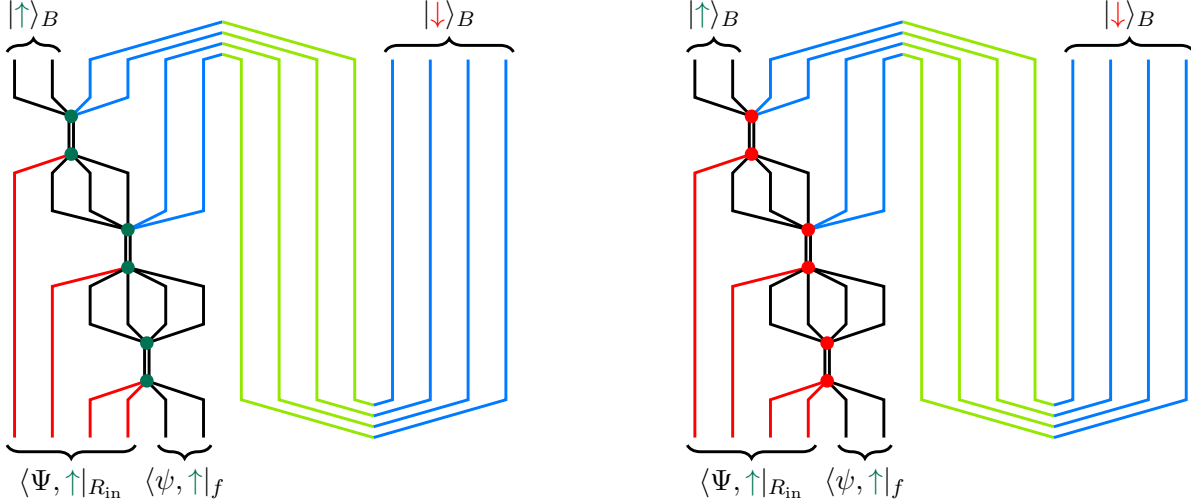 |↑⟩_B |↓⟩_B |↑⟩_B |↓⟩_B
⟨Ψ, ↑|_{R_in} ⟨ψ, ↑|_f ⟨Ψ, ↑|_{R_in} ⟨ψ, ↑|_f